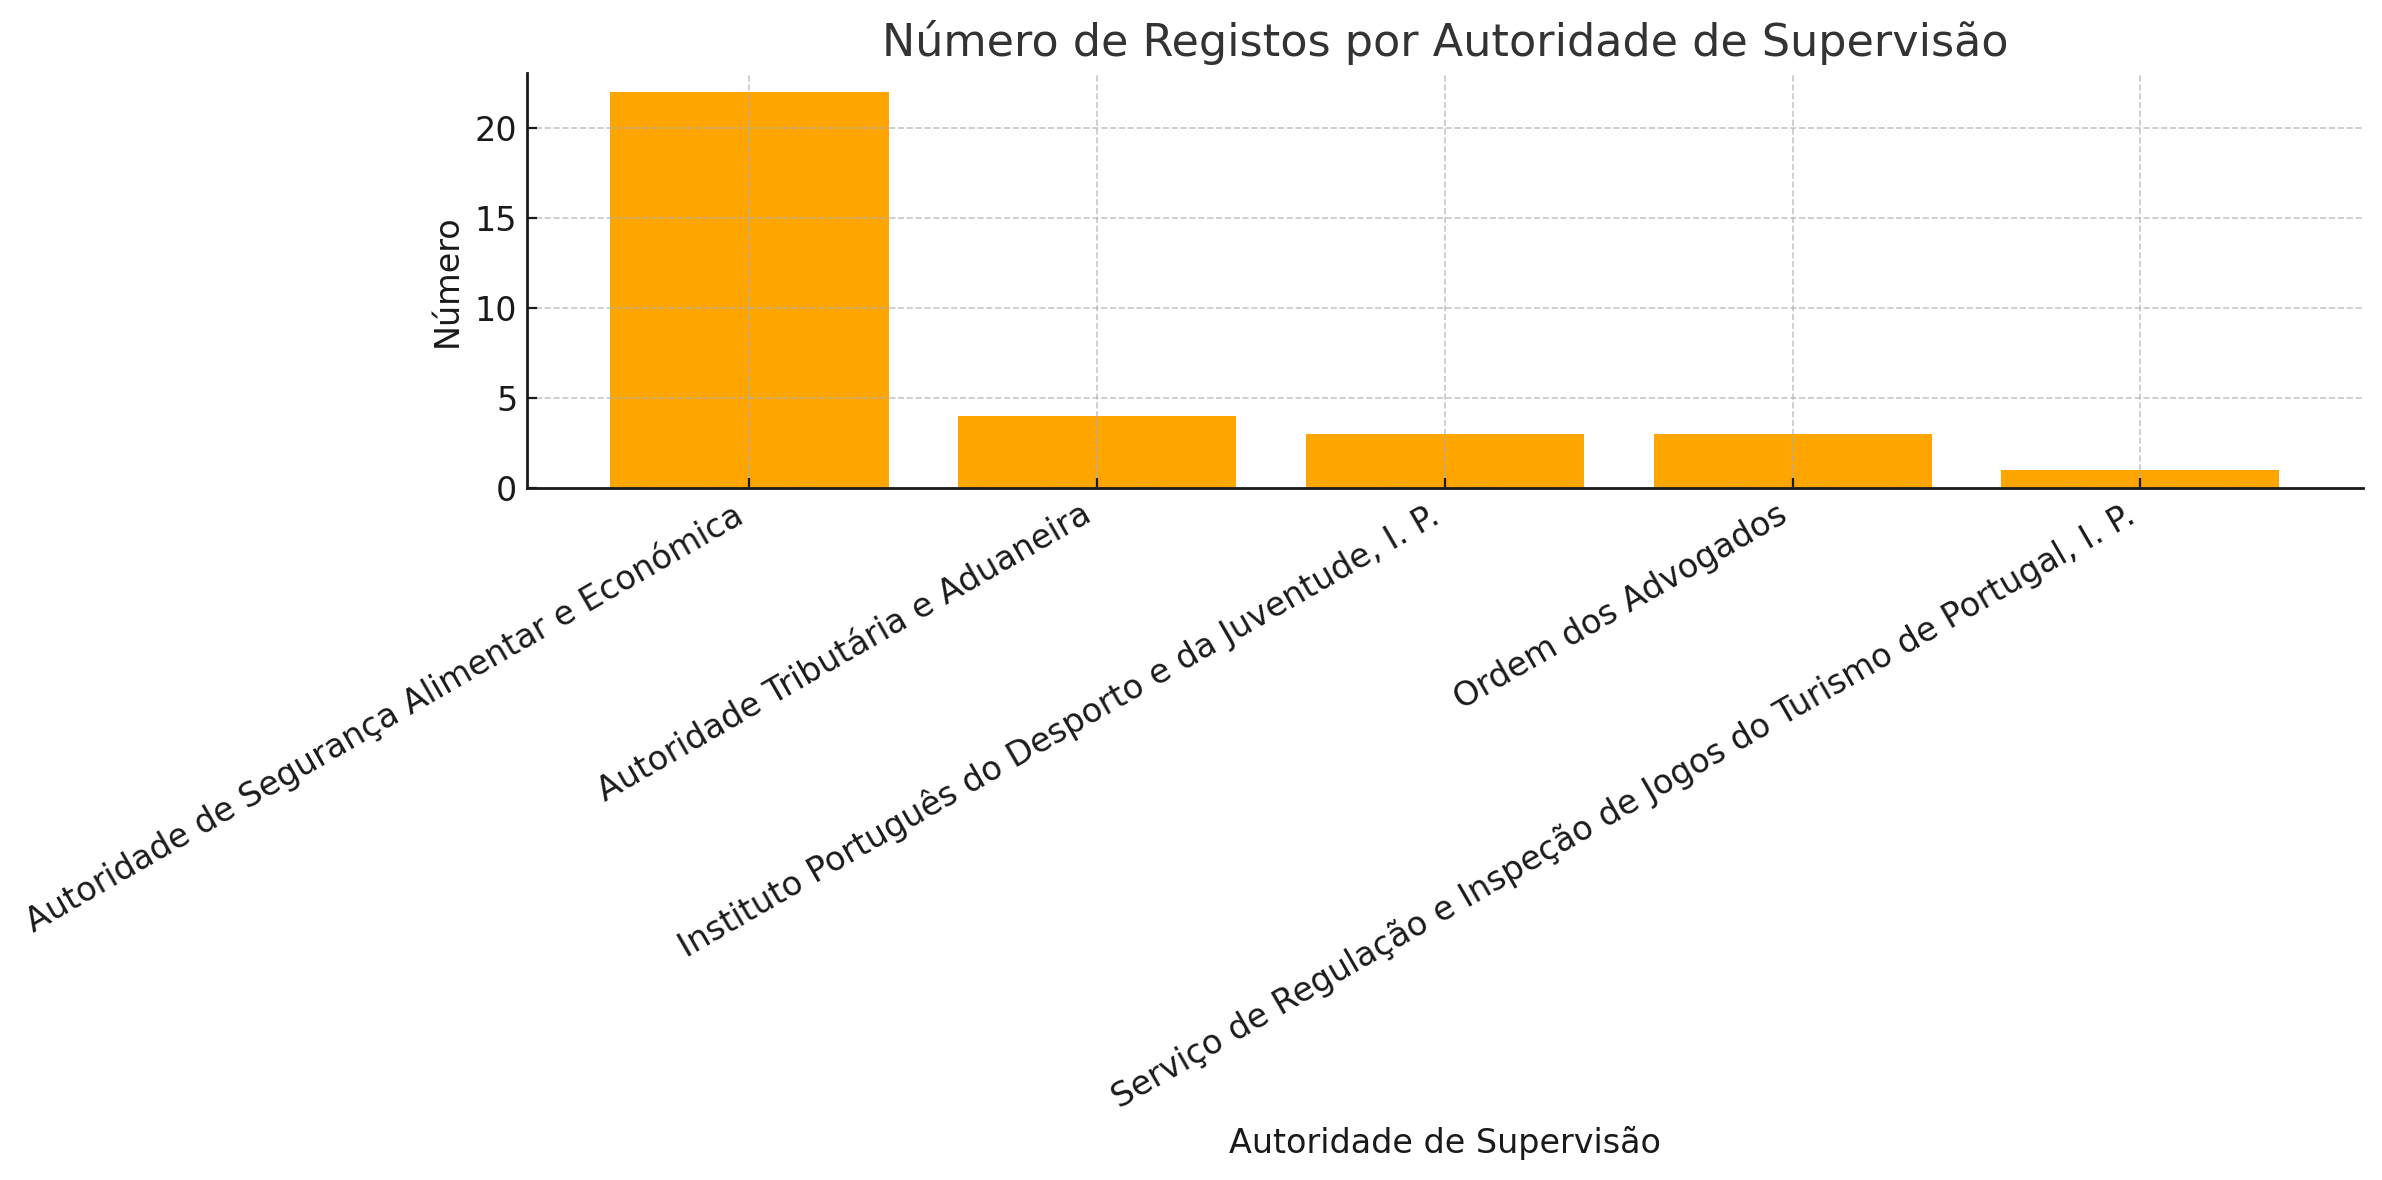 Número de Registos por Autoridade de Supervisão
Número
20
15
10
5
0
Autoridade de Segurança Alimentar e Económica
Autoridade Tributária e Aduaneira
Instituto Português do Desporto e da Juventude, I. P.
Ordem dos Advogados
Serviço de Regulação e Inspeção de Jogos do Turismo de Portugal, I. P.
Autoridade de Supervisão